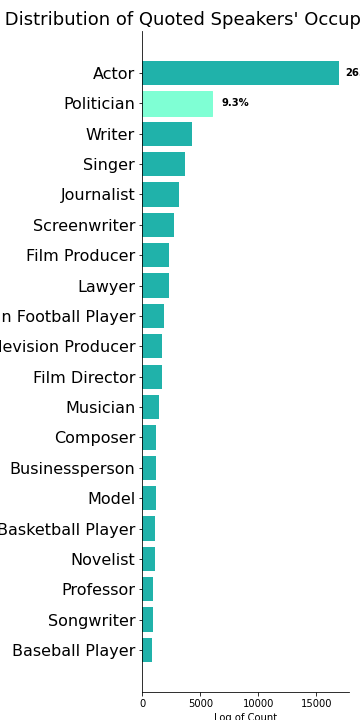 Distribution of Quoted Speakers' Occup
Actor
26.
Politician
9.3%
Writer
Singer
Journalist
Screenwriter
Film Producer
Lawyer
n Football Player
levision Producer
Film Director
Musician
Composer
Businessperson
Model
Basketball Player
Novelist
Professor
Songwriter
Baseball Player
0 5000 10000 15000
Log of Count